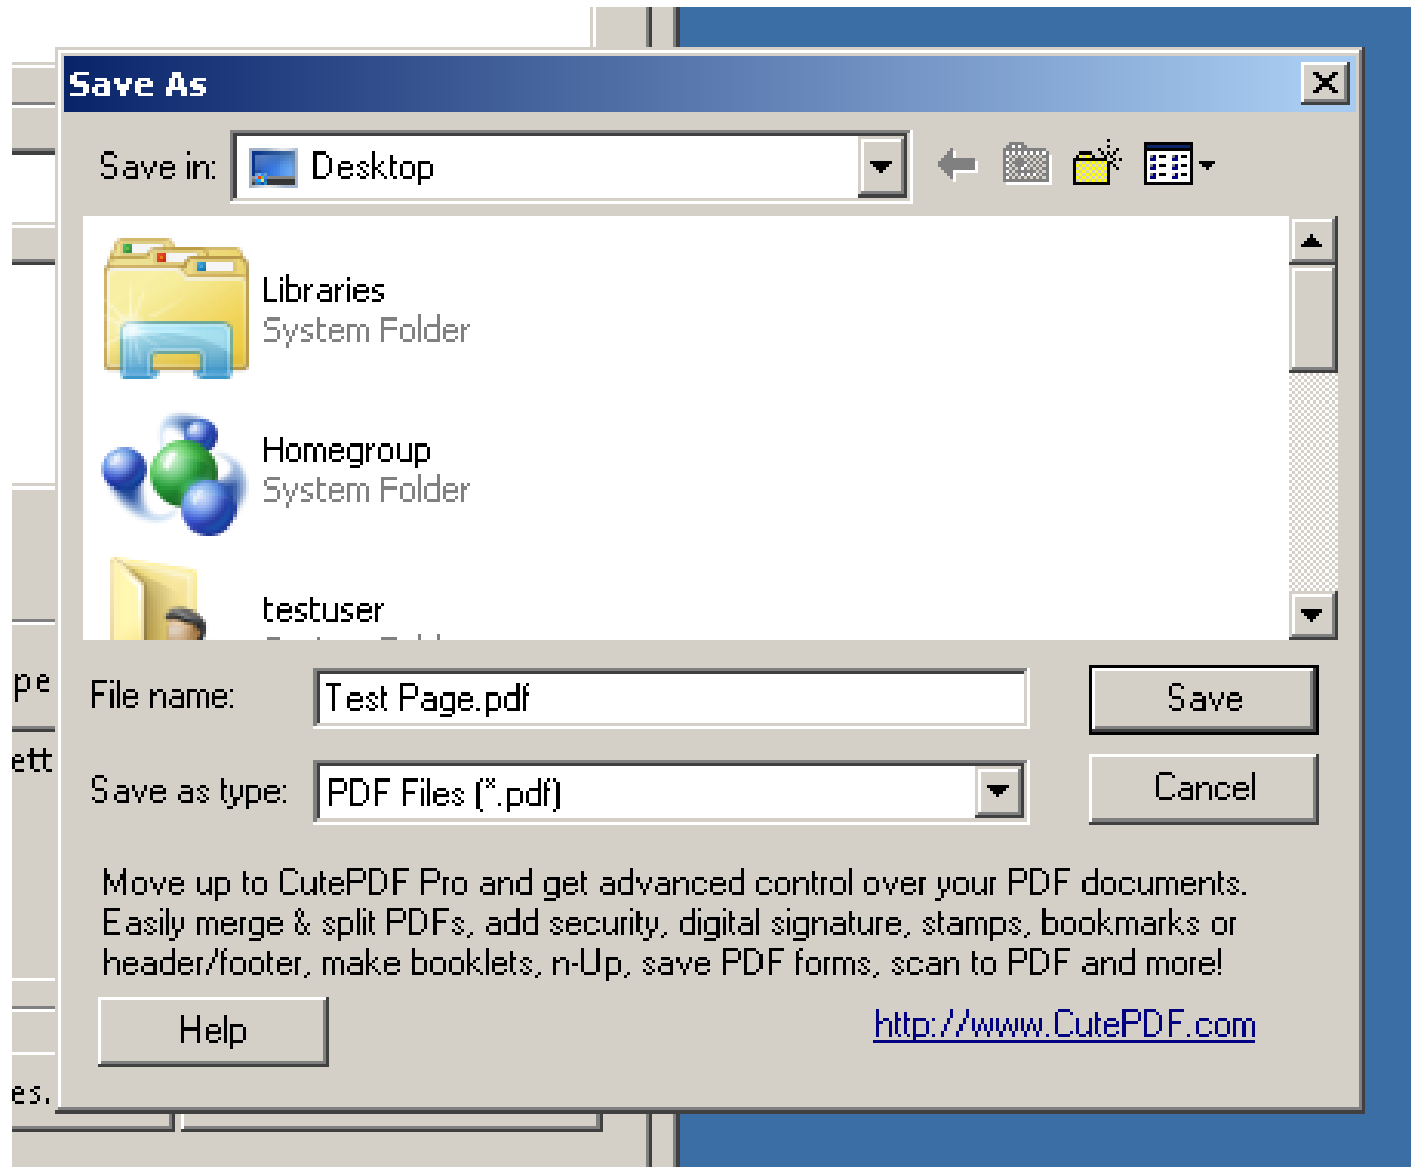 Save As
Save in: Desktop
Libraries
System Folder
Homegroup
System Folder
testuser
pe
File name: Test Page.pdf
Save
ett
Save as type: PDF Files (*.pdf)
Cancel
Move up to CutePDF Pro and get advanced control over your PDF documents.
Easily merge & split PDFs, add security, digital signature, stamps, bookmarks or
header/footer, make booklets, n-Up, save PDF forms, scan to PDF and more!
Help
http://www.CutePDF.com
es.